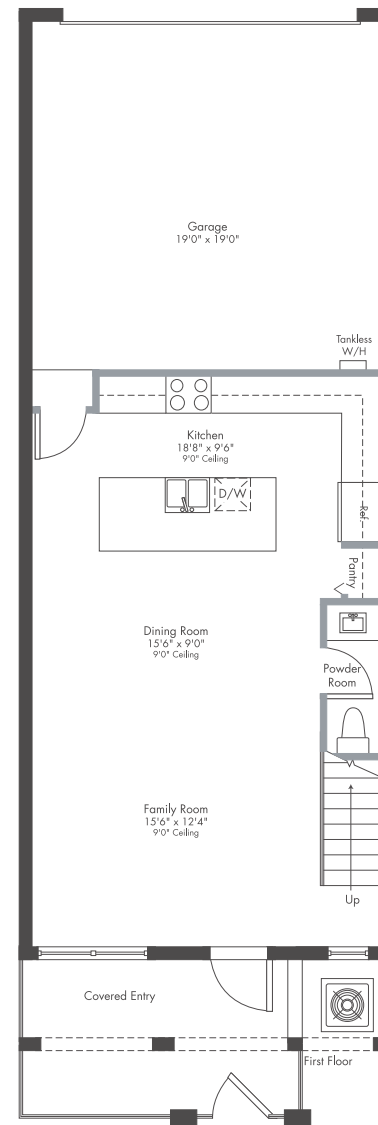 Garage
19'0" x 19'0"
Tankless
W/H
Kitchen
18'8" x 9'6"
9'0" Ceiling
D/W
Ref.
Pantry
Dining Room
15'6" x 9'0"
9'0" Ceiling
Powder
Room
Family Room
15'6" x 12'4"
9'0" Ceiling
Up
Covered Entry
First Floor